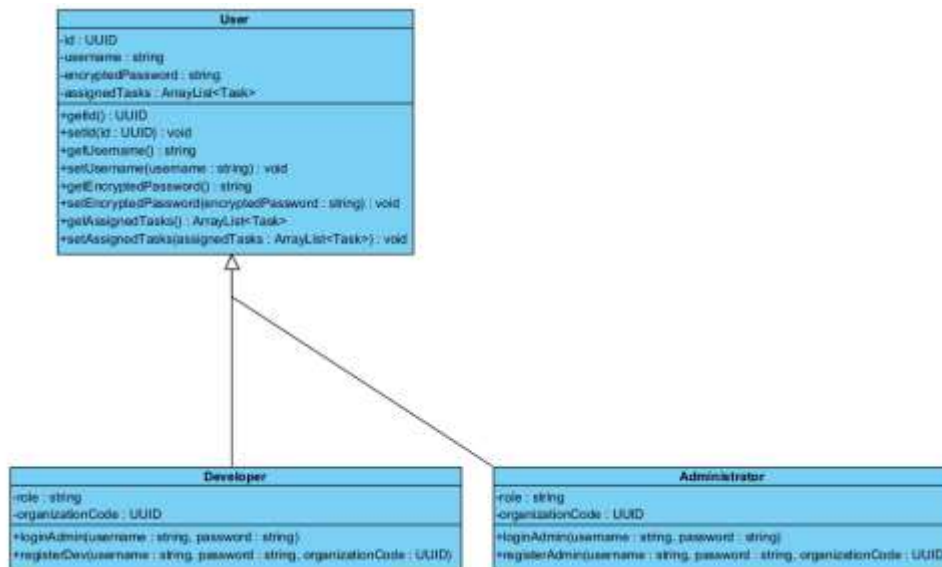 User
-id : UUID
-username : string
-encryptedPassword : string
-assignedTasks : ArrayList<Task>
+getId() : UUID
+setId(id : UUID) : void
+getUsername() : string
+setUsername(username : string) : void
+getEncryptedPassword() : string
+setEncryptedPassword(encryptedPassword : string) : void
+getAssignedTasks() : ArrayList<Task>
+setAssignedTasks(assignedTasks : ArrayList<Task>) : void
Developer
-role : string
-organizationCode : UUID
+loginAdmin(username : string, password : string)
+registerDev(username : string, password : string, organizationCode : UUID)
Administrator
-role : string
-organizationCode : UUID
+loginAdmin(username : string, password : string)
+registerAdmin(username : string, password : string, organizationCode : UUID